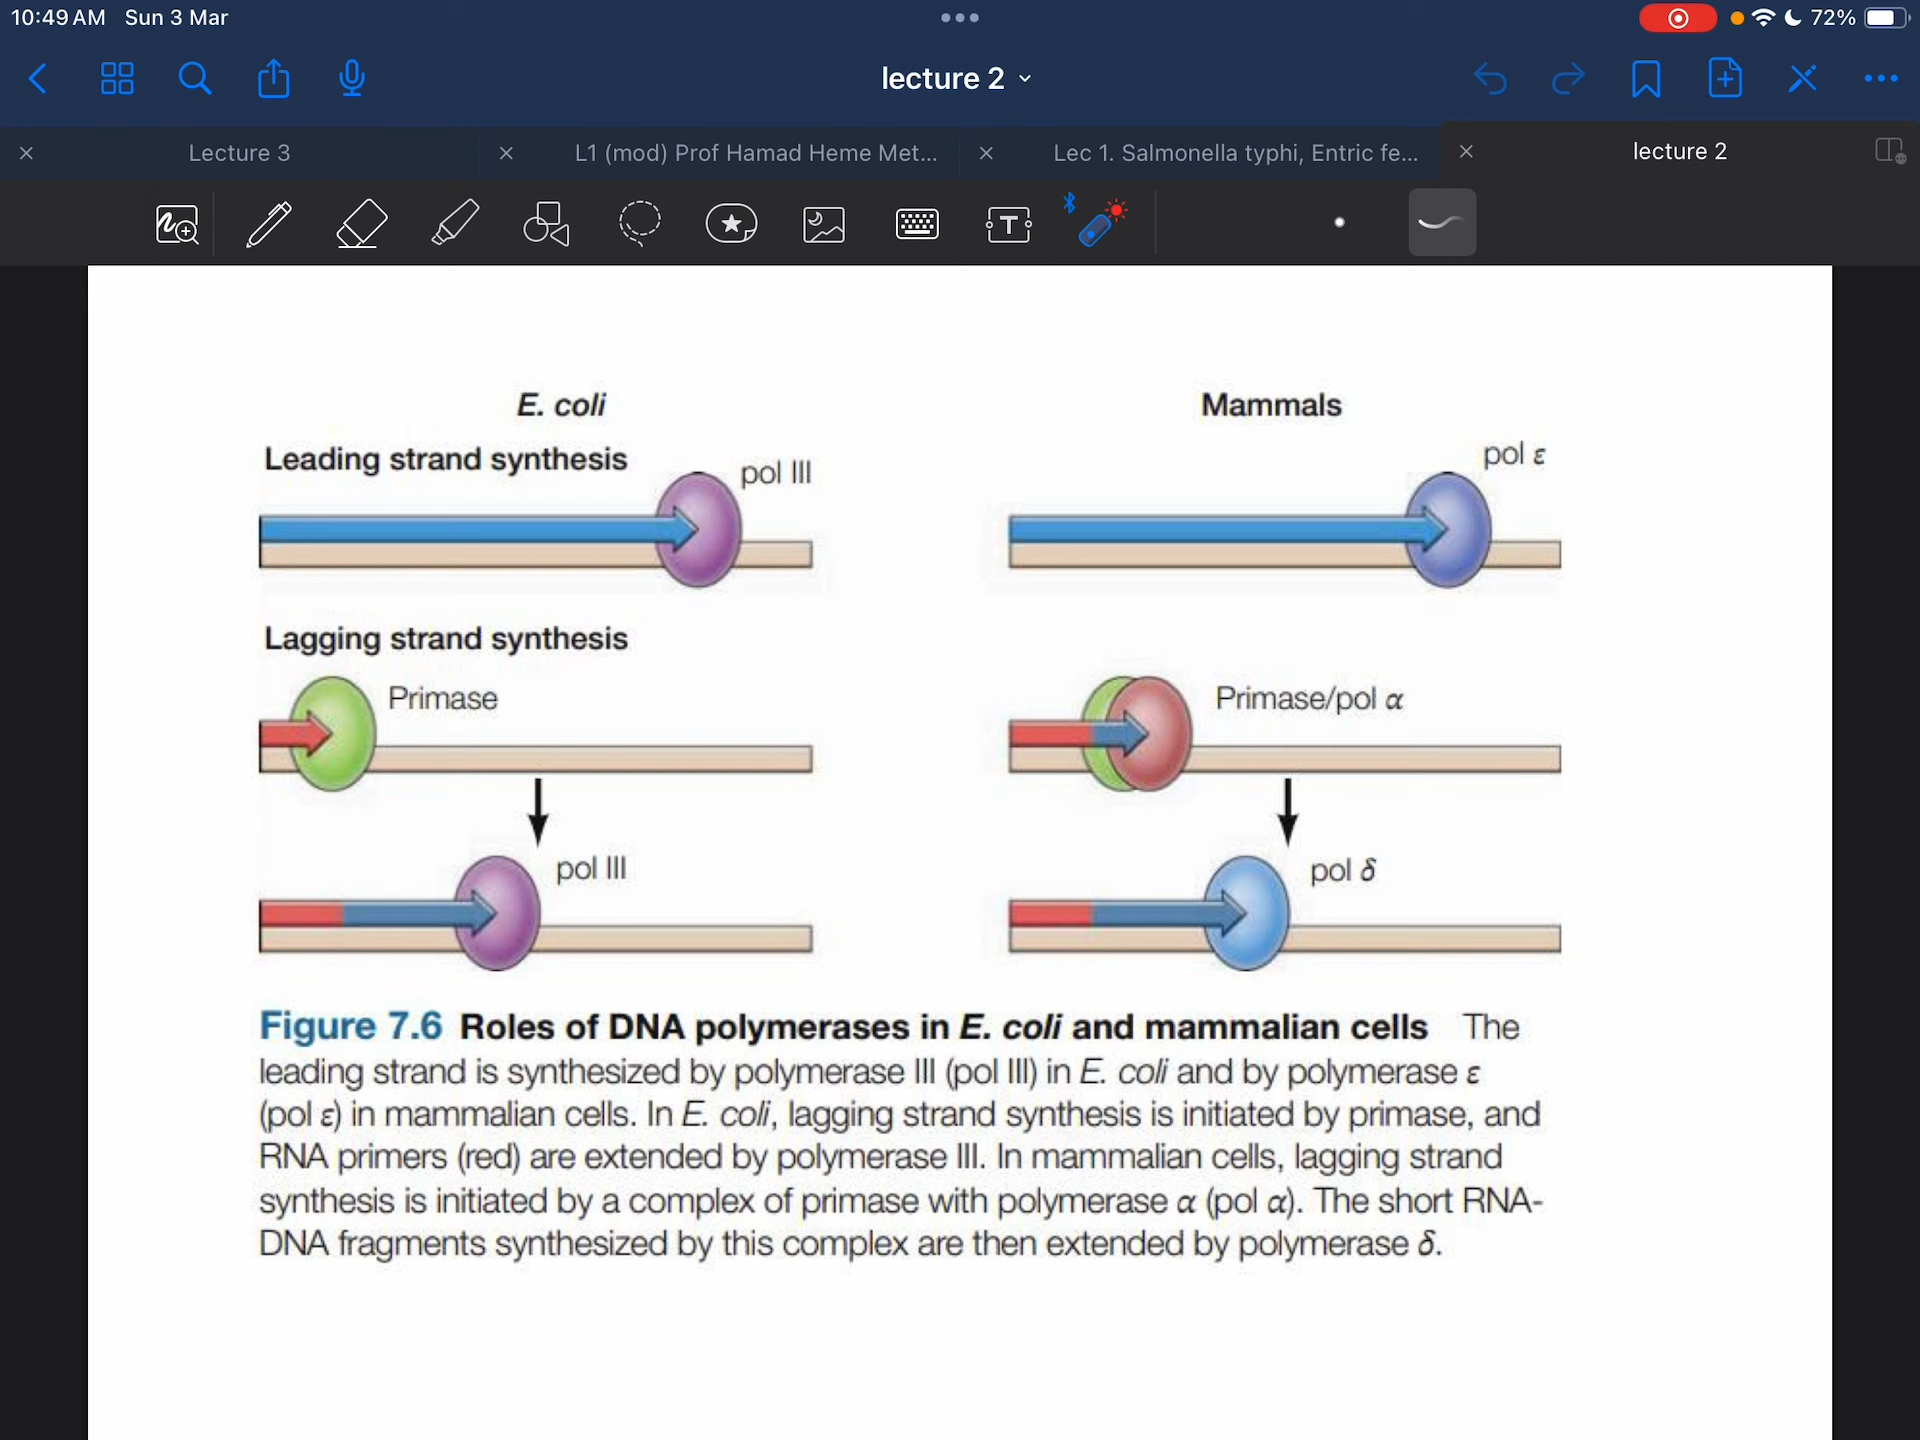 10:49 AM Sun 3 Mar
72%
lecture 2
Lecture 3
L1 (mod) Prof Hamad Heme Met...
Lec 1. Salmonella typhi, Entric fe...
lecture 2
T
E. coli
Mammals
Leading strand synthesis
pol III
pol ε
Lagging strand synthesis
Primase
Primase/pol α
pol III
pol δ
Figure 7.6 Roles of DNA polymerases in E. coli and mammalian cells The
leading strand is synthesized by polymerase III (pol III) in E. coli and by polymerase ε
(pol ε) in mammalian cells. In E. coli, lagging strand synthesis is initiated by primase, and
RNA primers (red) are extended by polymerase III. In mammalian cells, lagging strand
synthesis is initiated by a complex of primase with polymerase α (pol α). The short RNA-
DNA fragments synthesized by this complex are then extended by polymerase δ.